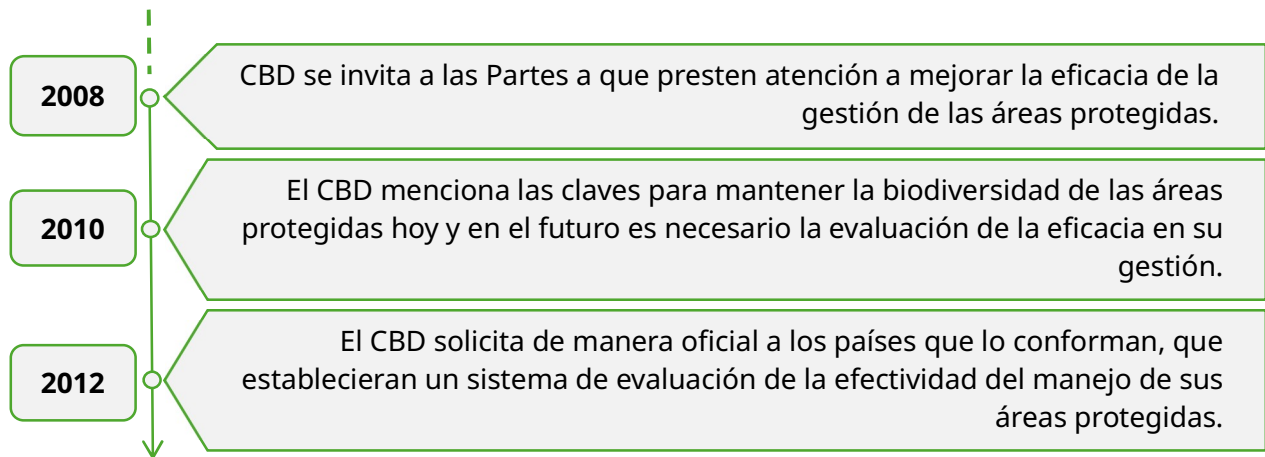 2008
CBD se invita a las Partes a que presten atención a mejorar la eficacia de la
gestión de las áreas protegidas.
2010
El CBD menciona las claves para mantener la biodiversidad de las áreas
protegidas hoy y en el futuro es necesario la evaluación de la eficacia en su
gestión.
2012
El CBD solicita de manera oficial a los países que lo conforman, que
establecieran un sistema de evaluación de la efectividad del manejo de sus
áreas protegidas.